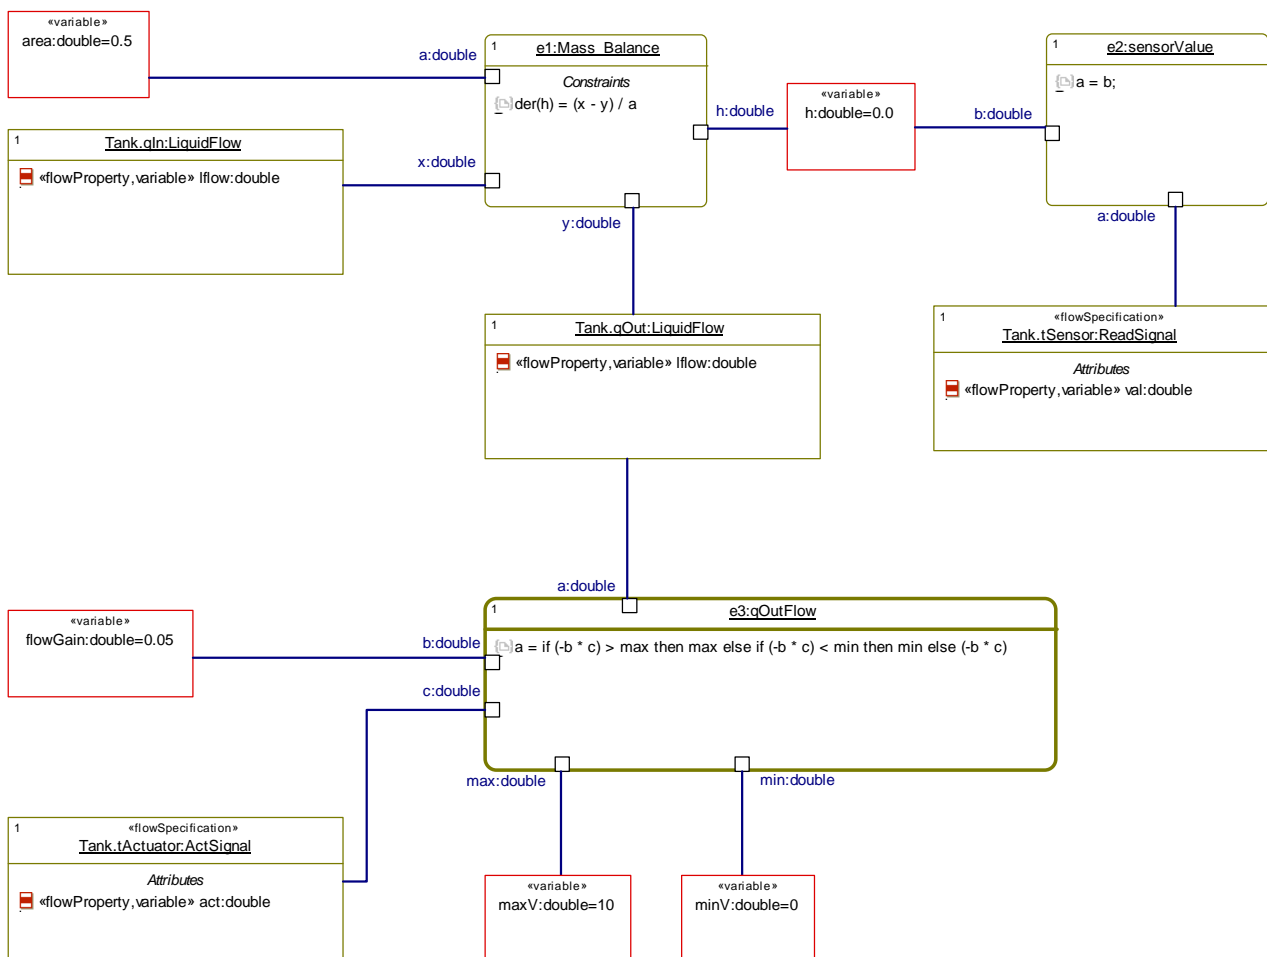 «variable»
area:double=0.5
a:double
1
e1:Mass_Balance
Constraints
der(h) = (x - y) / a
h:double
«variable»
h:double=0.0
b:double
1
e2:sensorValue
a = b;
1
Tank.qIn:LiquidFlow
«flowProperty,variable» lflow:double
x:double
y:double
a:double
1
Tank.qOut:LiquidFlow
«flowProperty,variable» lflow:double
1
«flowSpecification»
Tank.tSensor:ReadSignal
Attributes
«flowProperty,variable» val:double
a:double
1
e3:qOutFlow
a = if (-b * c) > max then max else if (-b * c) < min then min else (-b * c)
«variable»
flowGain:double=0.05
b:double
c:double
max:double
min:double
1
«flowSpecification»
Tank.tActuator:ActSignal
Attributes
«flowProperty,variable» act:double
«variable»
maxV:double=10
«variable»
minV:double=0